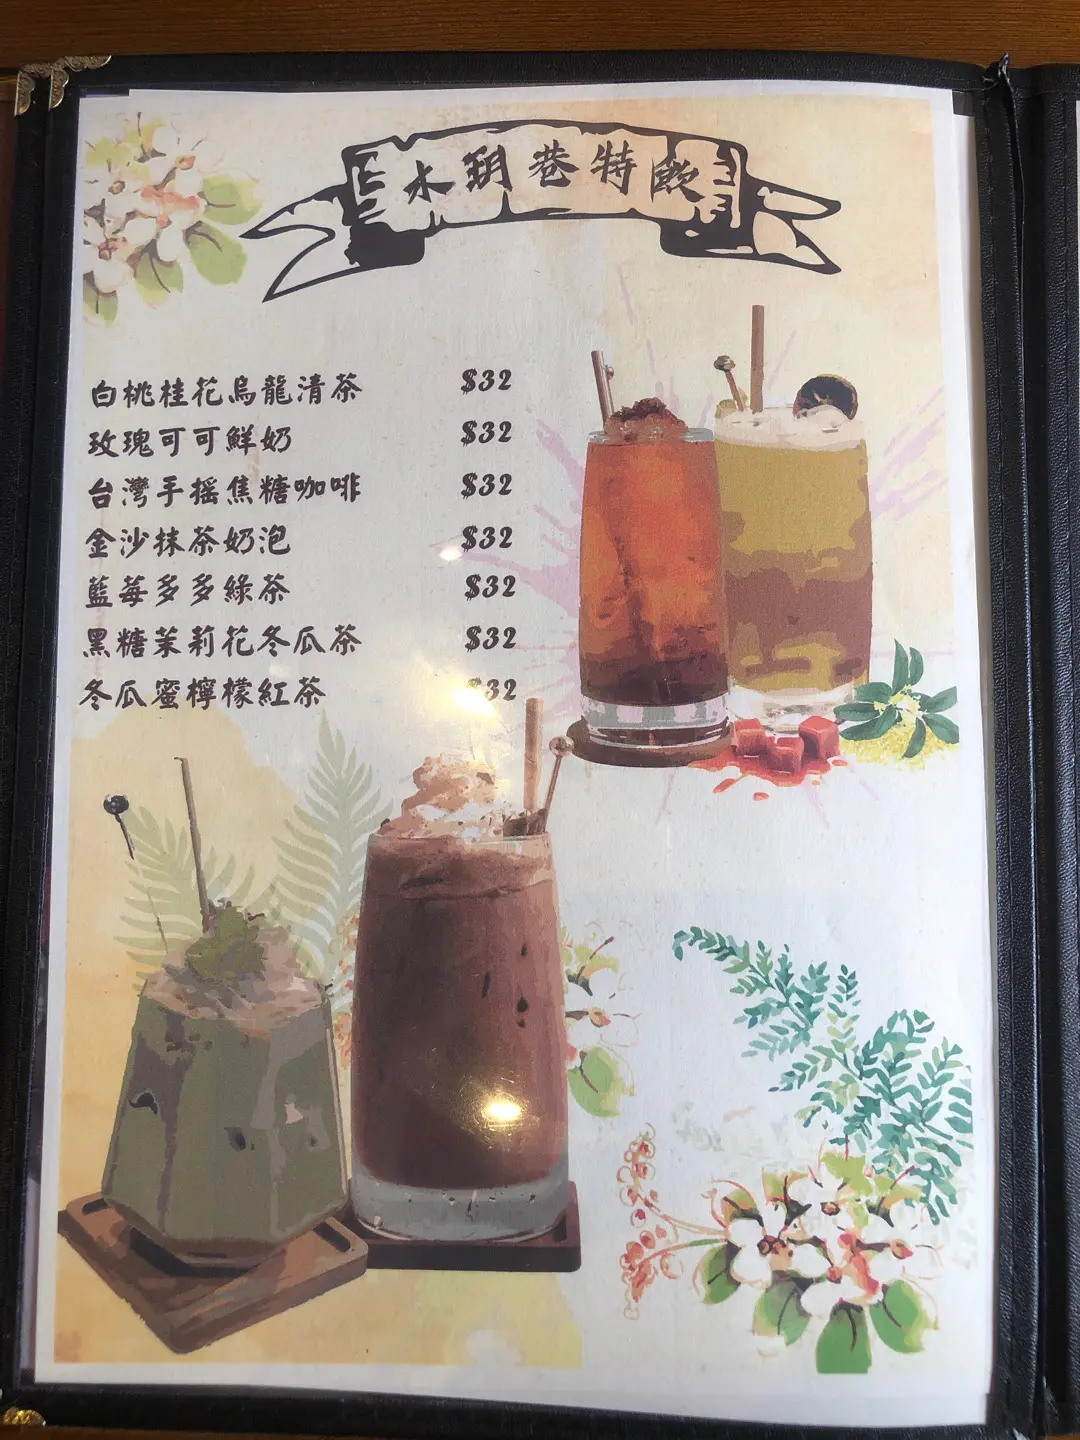 水玥巷特飲
白桃桂花烏龍清茶 $32
玫瑰可可鮮奶 $32
台灣手摇焦糖咖啡 $32
金沙抹茶奶泡 $32
藍莓多多綠茶 $32
黑糖茉莉花冬瓜茶 $32
冬瓜蜜檸檬紅茶 $32